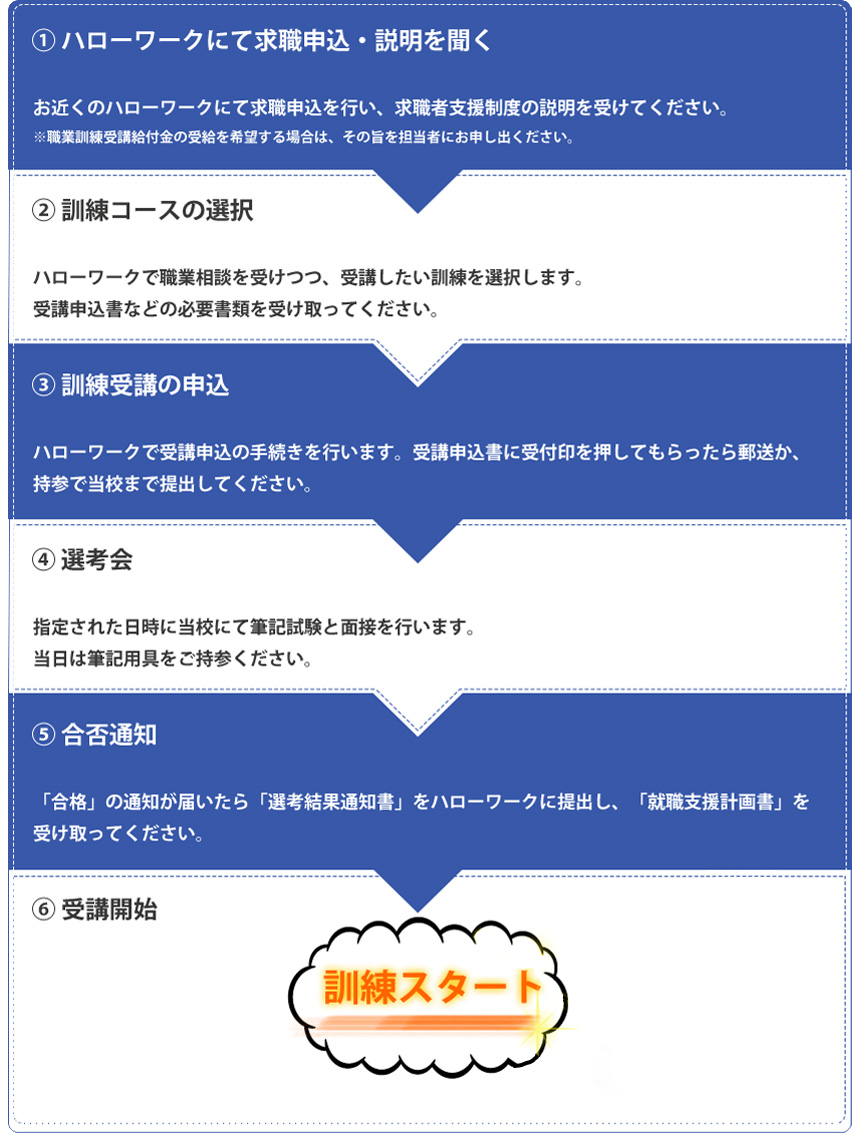 ① ハローワークにて求職申込・説明を聞く
お近くのハローワークにて求職申込を行い、求職者支援制度の説明を受けてください。
※職業訓練受講給付金の受給を希望する場合は、その旨を担当者にお申し出ください。
② 訓練コースの選択
ハローワークで職業相談を受けつつ、受講したい訓練を選択します。
受講申込書などの必要書類を受け取ってください。
③ 訓練受講の申込
ハローワークで受講申込の手続きを行います。受講申込書に受付印を押してもらったら郵送か、
持参で当校まで提出してください。
④ 選考会
指定された日時に当校にて筆記試験と面接を行います。
当日は筆記用具をご持参ください。
⑤ 合否通知
「合格」の通知が届いたら「選考結果通知書」をハローワークに提出し、「就職支援計画書」を
受け取ってください。
⑥ 受講開始
訓練スタート